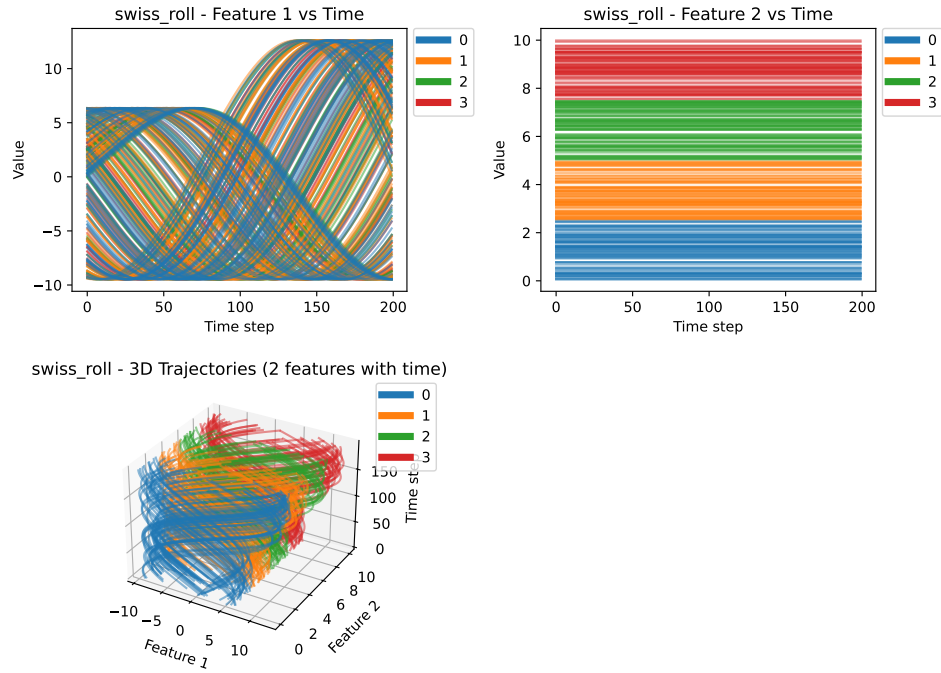 swiss_roll - Feature 1 vs Time
Value
10
5
0
−5
−10
0 50 100 150 200
Time step
0
1
2
3
swiss_roll - Feature 2 vs Time
Value
10
8
6
4
2
0
0 50 100 150 200
Time step
0
1
2
3
swiss_roll - 3D Trajectories (2 features with time)
0
1
2
3
−10 −5 0 5 10
Feature 1
0 2 4 6 8 10
Feature 2
0 50 100 150
Time step